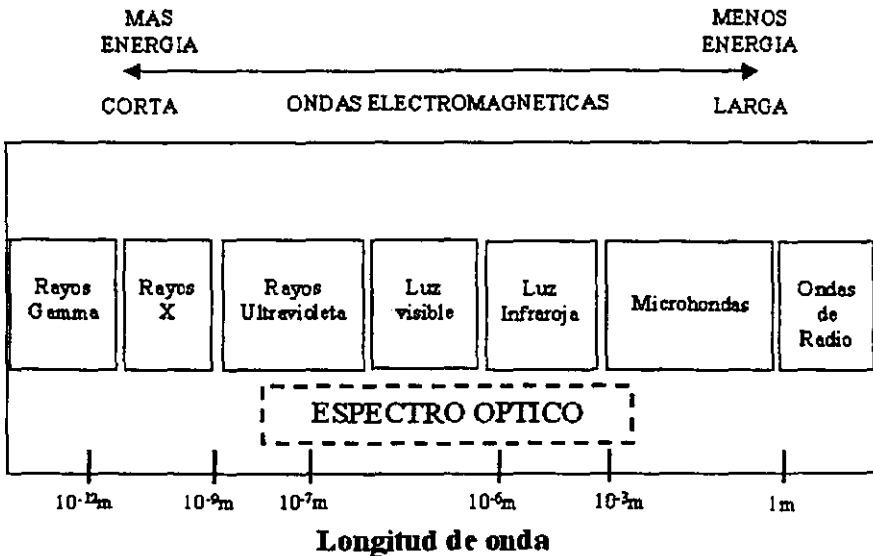 MAS
ENERGIA
MENOS
ENERGIA
CORTA
ONDAS ELECTROMAGNETICAS
LARGA
Rayos
Gamma
Rayos
X
Rayos
Ultravioleta
Luz
visible
Luz
Infraroja
Microhondas
Ondas
de
Radio
ESPECTRO OPTICO
10⁻¹²m
10⁻⁹m
10⁻⁷m
10⁻⁶m
10⁻³m
1m
Longitud de onda